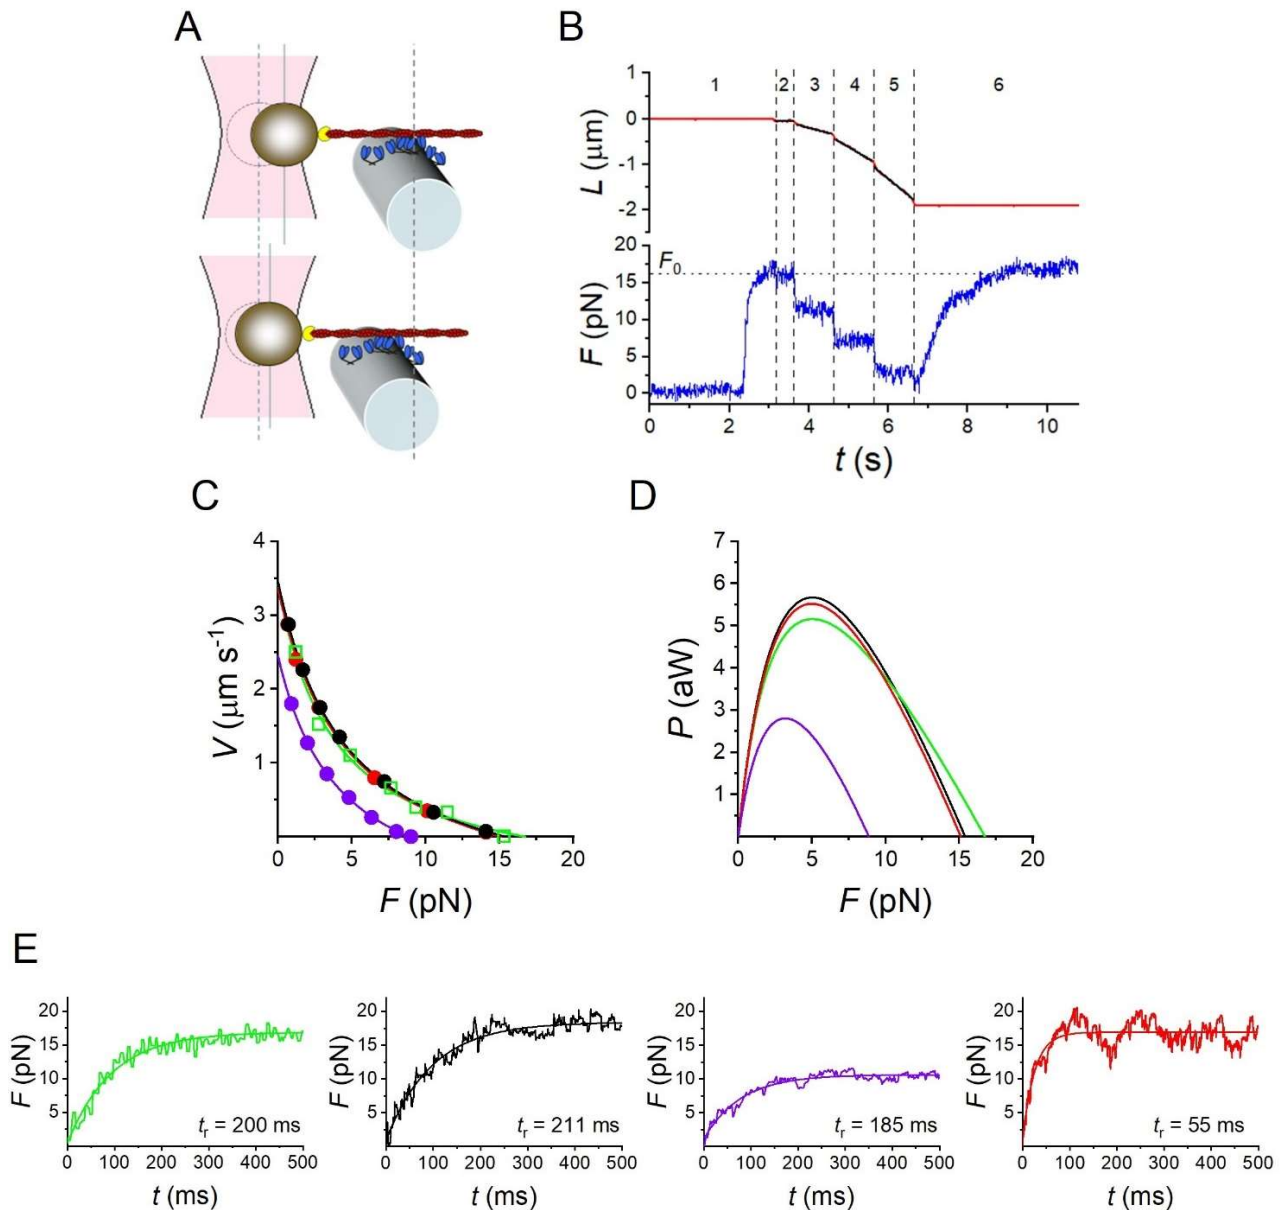 A
B
1 2 3 4 5 6
1
0
-1
-2
L (μm)
20
15
10
5
0
F (pN)
F₀
0 2 4 6 8 10
t (s)
C
4
3
2
1
V (μm s⁻¹)
0 5 10 15 20
F (pN)
D
7
6
5
4
3
2
1
P (aW)
0 5 10 15 20
F (pN)
E
20
15
10
5
F (pN)
tᵣ = 200 ms
0 100 200 300 400 500
t (ms)
20
15
10
5
F (pN)
tᵣ = 211 ms
0 100 200 300 400 500
t (ms)
20
15
10
5
F (pN)
tᵣ = 185 ms
0 100 200 300 400 500
t (ms)
20
15
10
5
F (pN)
tᵣ = 55 ms
0 100 200 300 400 500
t (ms)